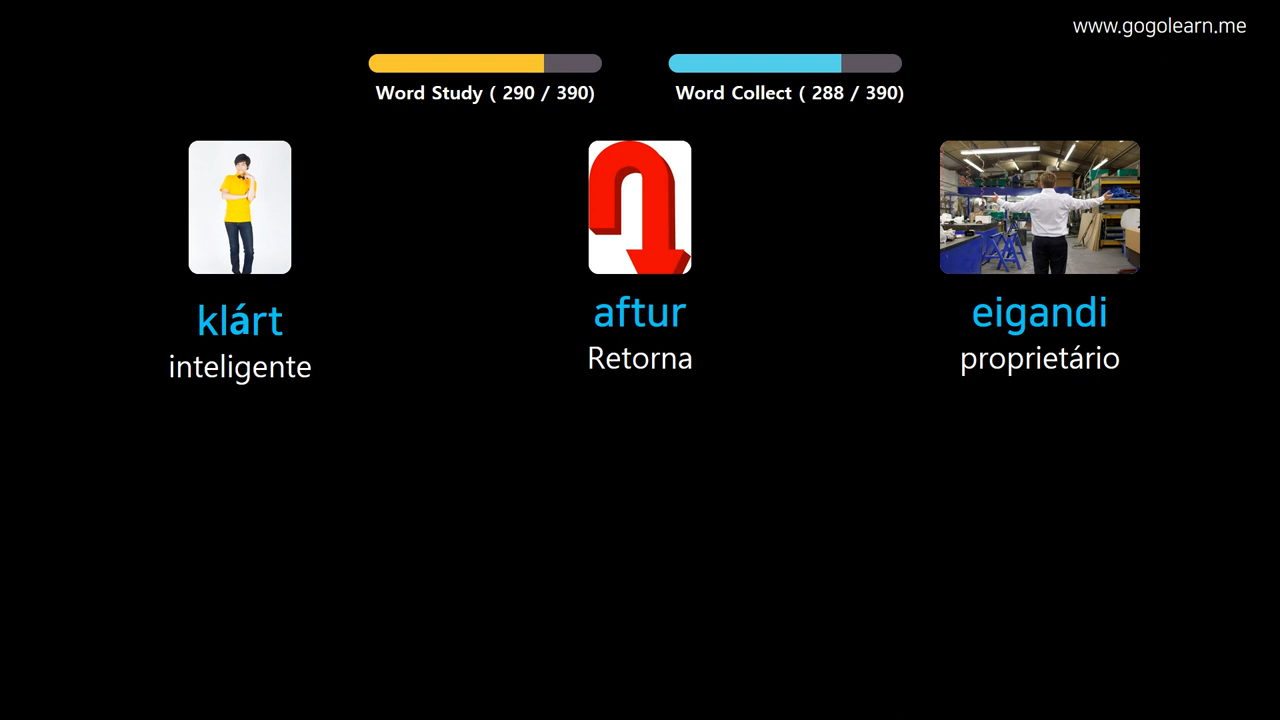 www.gogolearn.me
Word Study ( 290 / 390)
Word Collect ( 288 / 390)
klárt
aftur
eigandi
inteligente
Retorna
proprietário